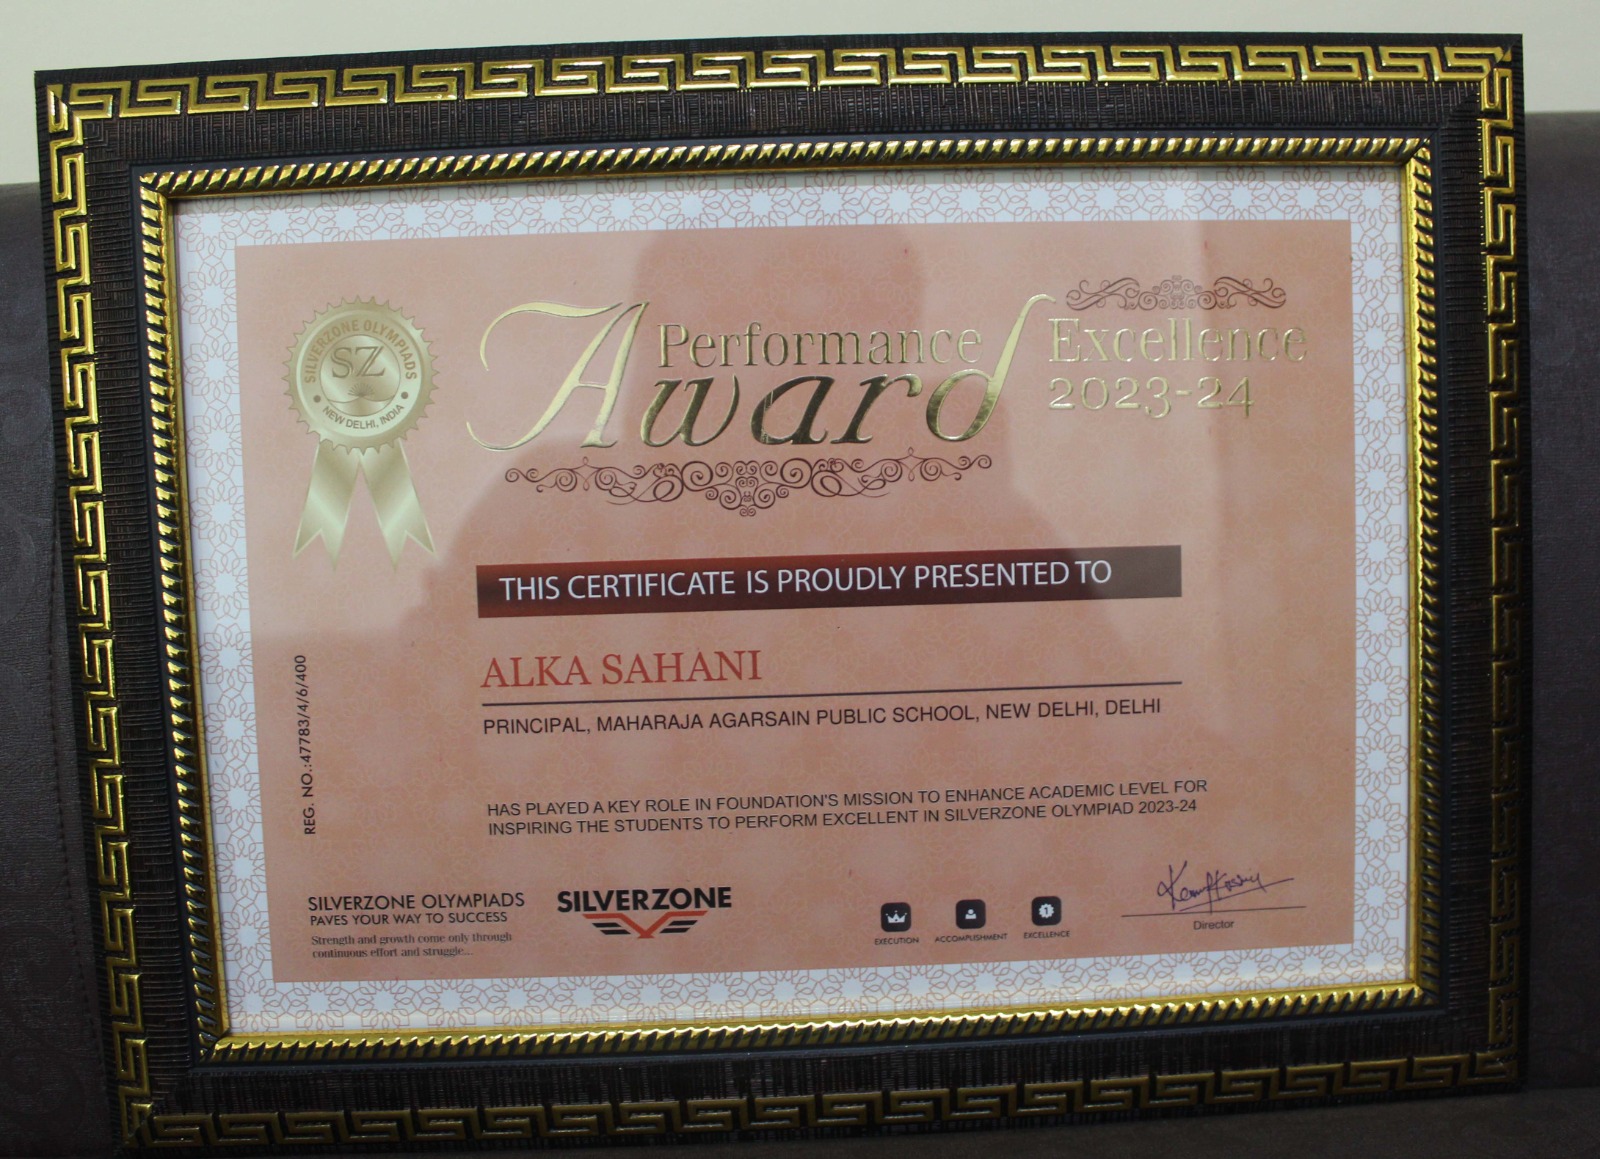 SILVERZONE OLYMPIADS
SZ
NEW DELHI, INDIA
Performance
Award
Excellence
2023-24
THIS CERTIFICATE IS PROUDLY PRESENTED TO
ALKA SAHANI
PRINCIPAL, MAHARAJA AGARSAIN PUBLIC SCHOOL, NEW DELHI, DELHI
REG. NO.:47783/4/6/400
HAS PLAYED A KEY ROLE IN FOUNDATION'S MISSION TO ENHANCE ACADEMIC LEVEL FOR
INSPIRING THE STUDENTS TO PERFORM EXCELLENT IN SILVERZONE OLYMPIAD 2023-24
SILVERZONE OLYMPIADS
PAVES YOUR WAY TO SUCCESS
Strength and growth come only through
continuous effort and struggle...
SILVERZONE
EXECUTION
ACCOMPLISHMENT
1
EXCELLENCE
Director